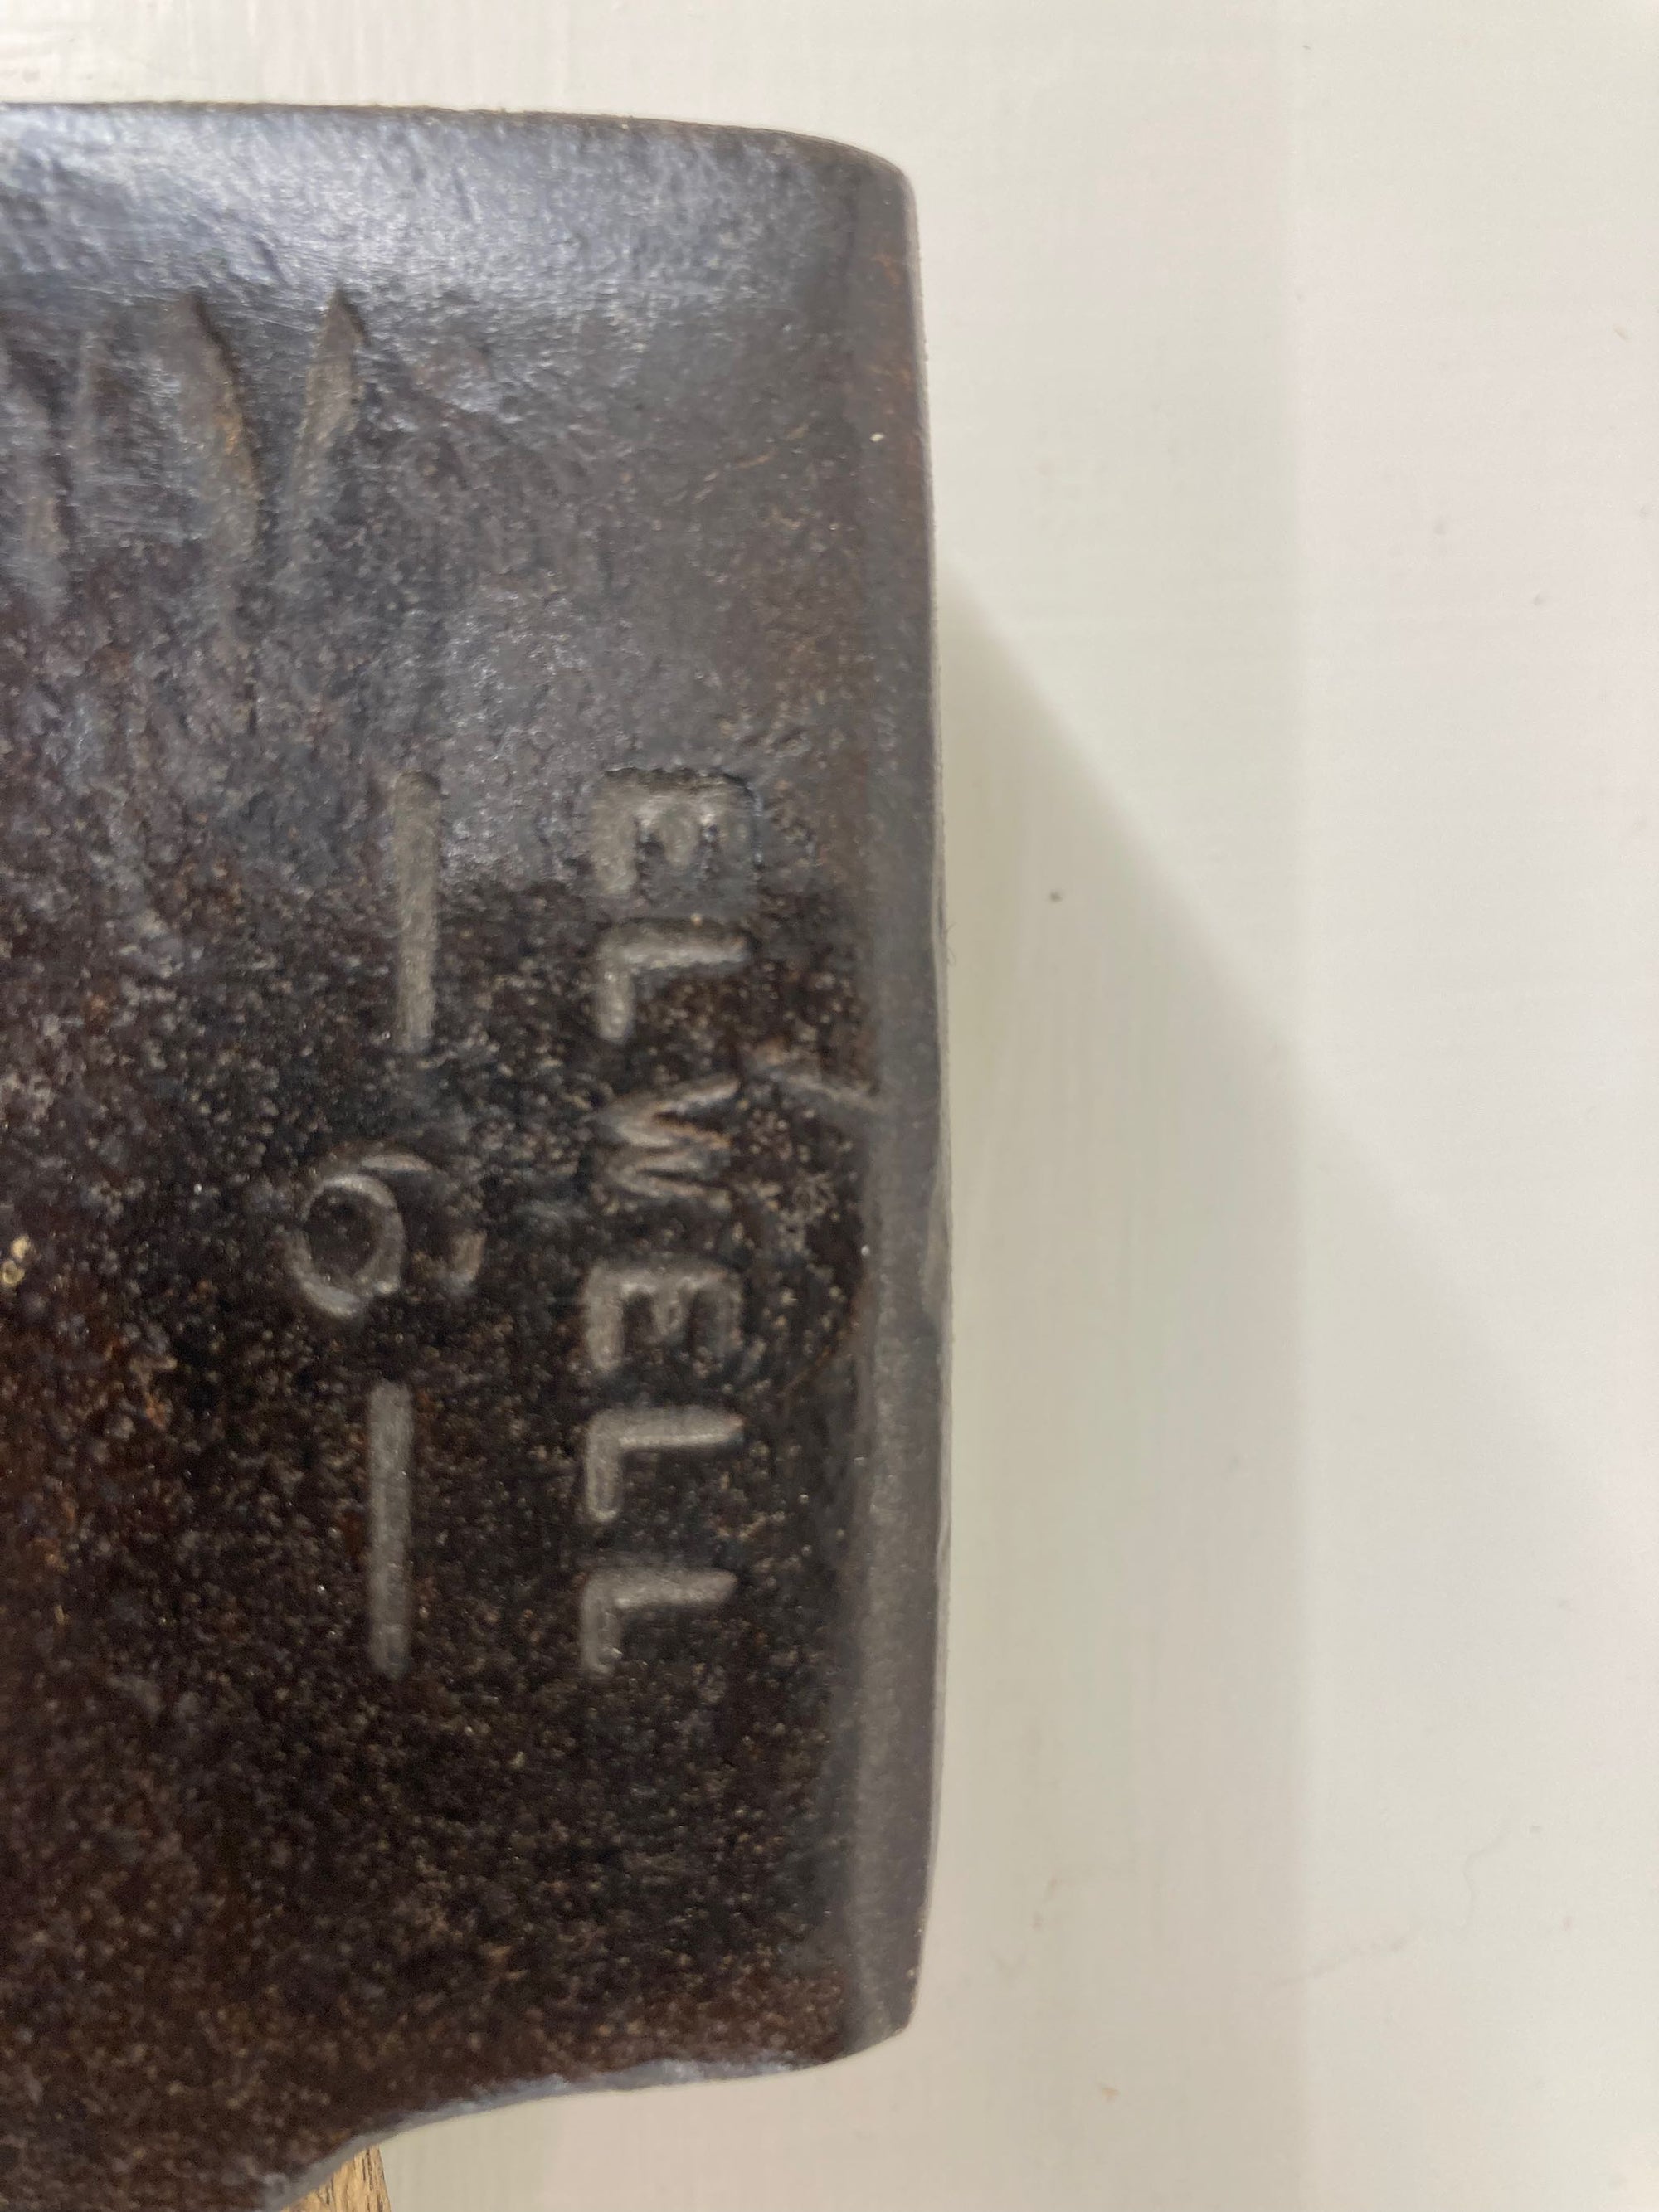 ELWELL
— 6 —